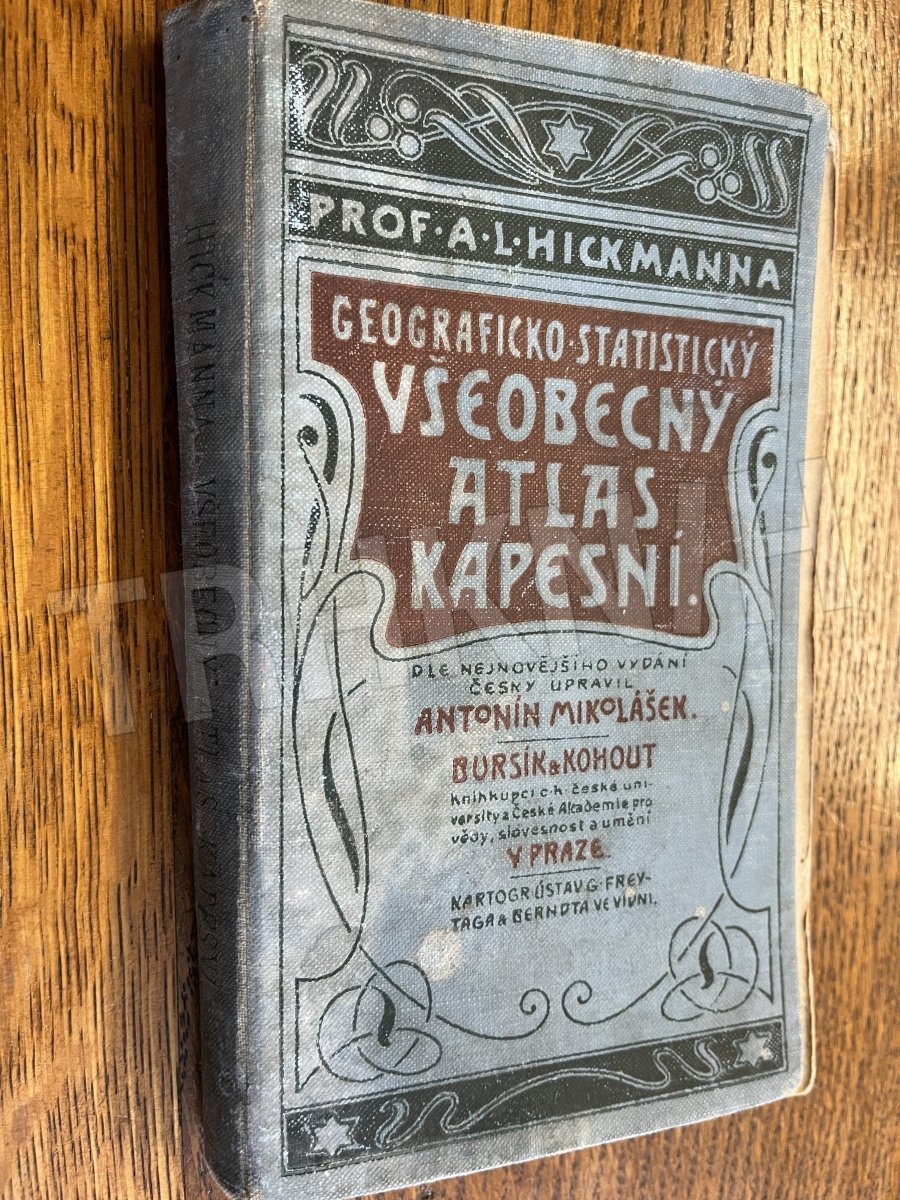 PROF·A·L·HICKMANNA
GEOGRAFICKO·STATISTICKÝ
VŠEOBECNÝ
ATLAS
KAPESNÍ.
DLE NEJNOVĚJŠÍHO VYDÁNÍ
ČESKY UPRAVIL
ANTONÍN MIKOLÁŠEK.
BURSÍK & KOHOUT
knihkupci c.k. české uni-
versity a České Akademie pro
vědy, slovesnost a umění
V PRAZE.
KARTOGR·ÚSTAV G·FREY-
TAGA & BERNDTA VE VÍDNI.
HICKMANNA VŠEOBECNÝ ATLAS KAPESNÍ